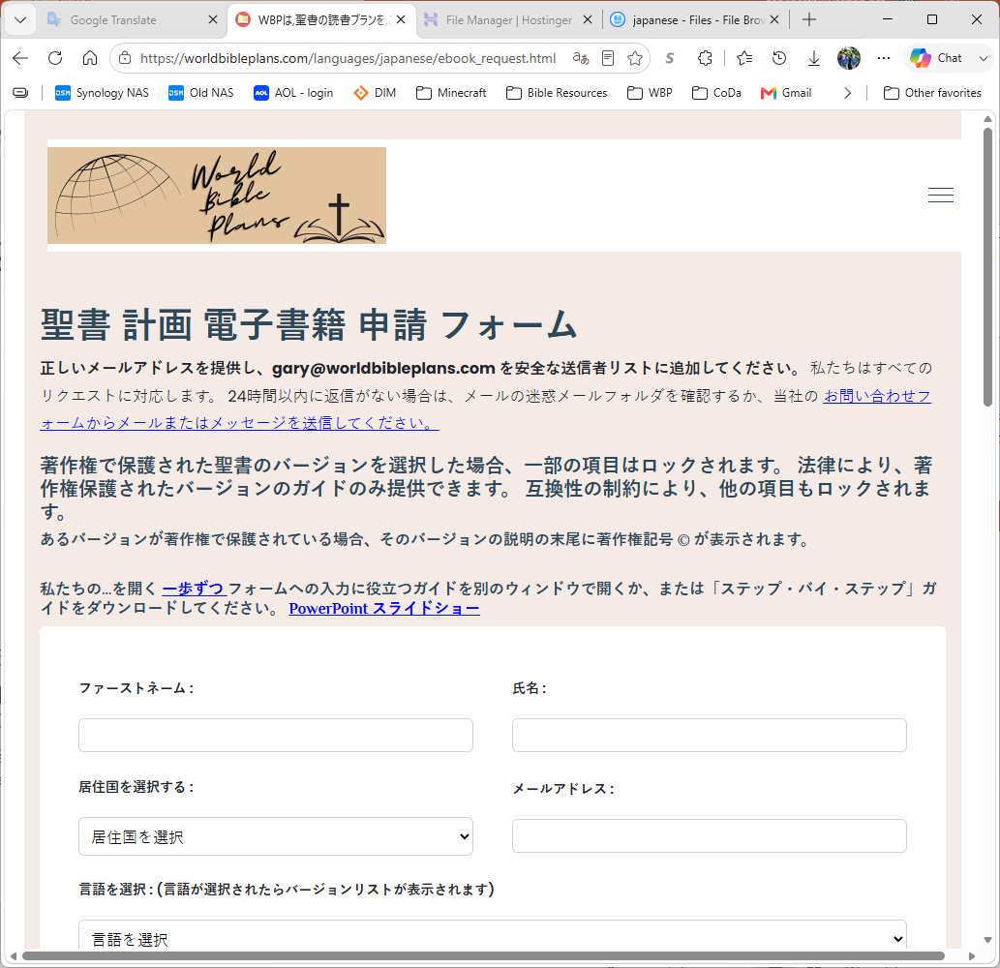 Google Translate
WBPは,聖書の読書プランを,
File Manager | Hostinger
japanese - Files - File Brow
https://worldbibleplans.com/languages/japanese/ebook_request.html
Chat
Synology NAS
Old NAS
AOL - login
DIM
Minecraft
Bible Resources
WBP
CoDa
Gmail
Other favorites
World
Bible
Plans
聖書 計画 電子書籍 申請 フォーム
正しいメールアドレスを提供し、gary@worldbibleplans.com を安全な送信者リストに追加してください。 私たちはすべての
リクエストに対応します。 24時間以内に返信がない場合は、メールの迷惑メールフォルダを確認するか、当社の お問い合わせフ
ォームからメールまたはメッセージを送信してください。
著作権で保護された聖書のバージョンを選択した場合、一部の項目はロックされます。 法律により、著
作権保護されたバージョンのガイドのみ提供できます。 互換性の制約により、他の項目もロックされま
す。
あるバージョンが著作権で保護されている場合、そのバージョンの説明の末尾に著作権記号 © が表示されます。
私たちの...を開く 一歩ずつ フォームへの入力に役立つガイドを別のウィンドウで開くか、または「ステップ・バイ・ステップ」ガ
イドをダウンロードしてください。 PowerPoint スライドショー
ファーストネーム :
氏名 :
居住国を選択する :
メールアドレス :
居住国を選択
言語を選択 : (言語が選択されたらバージョンリストが表示されます)
言語を選択